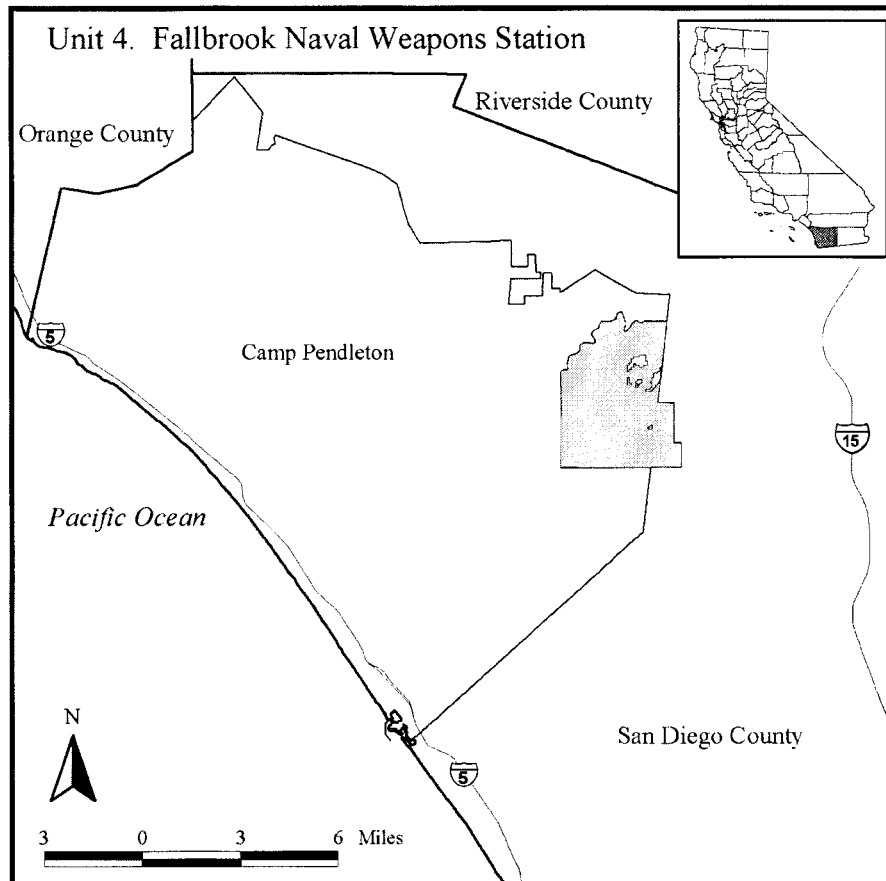 Unit 4. Fallbrook Naval Weapons Station
Riverside County
Orange County
5
Camp Pendleton
15
Pacific Ocean
N
San Diego County
5
3 0 3 6 Miles